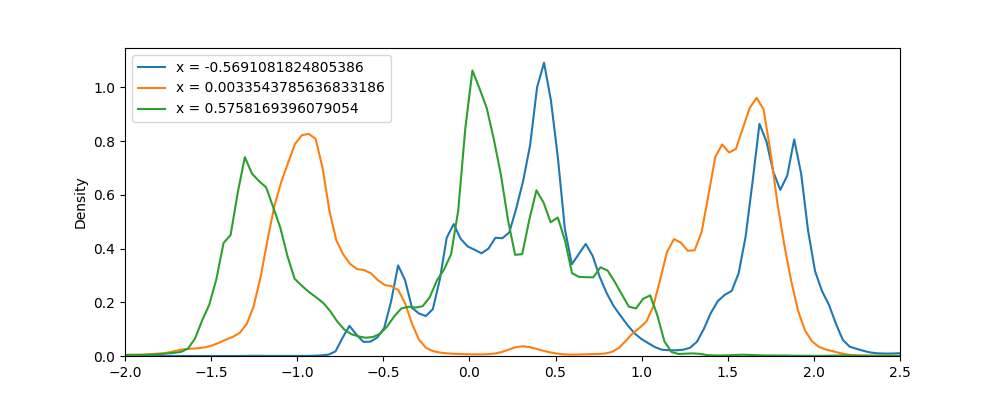 x = -0.5691081824805386
x = 0.0033543785636833186
x = 0.5758169396079054
Density
1.0
0.8
0.6
0.4
0.2
0.0
−2.0 −1.5 −1.0 −0.5 0.0 0.5 1.0 1.5 2.0 2.5